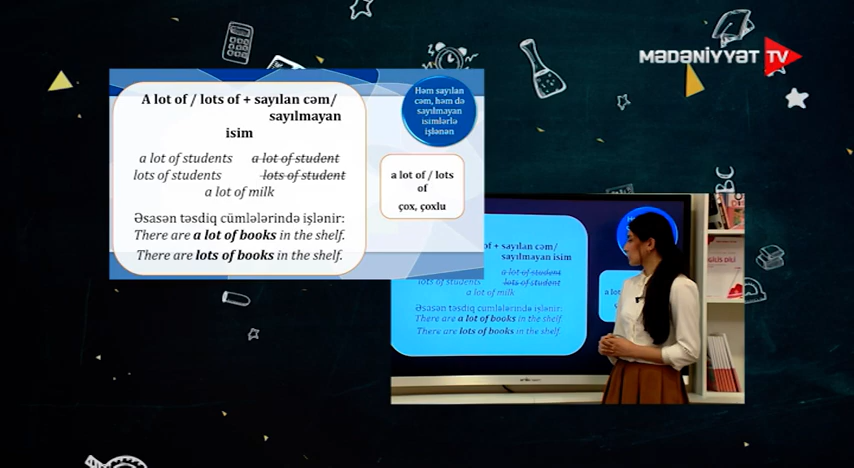 MƏDƏNİYYƏT TV
A lot of / lots of + sayılan cəm/
sayılmayan
isim
a lot of students a lot of student
lots of students lots of student
a lot of milk
Əsasən təsdiq cümlələrində işlənir:
There are a lot of books in the shelf.
There are lots of books in the shelf.
Həm sayılan
cəm, həm də
sayılmayan
isimlərlə
işlənən
a lot of / lots
of
çox, çoxlu
of + sayılan cəm/
sayılmayan isim
a lot of student
lots of students lots of student
a lot of milk
Əsasən təsdiq cümlələrində işlənir:
There are a lot of books in the shelf
There are lots of books in the shelf.
a lo
BC